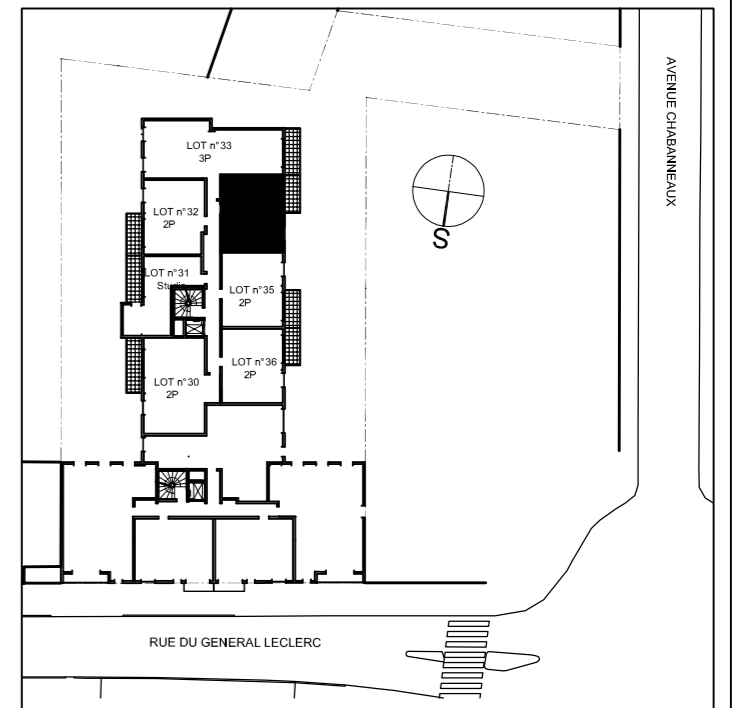 AVENUE CHABANNEAUX
LOT n°33
3P
LOT n°32
2P
S
LOT n°31
Studio
LOT n°35
2P
LOT n°36
2P
LOT n°30
2P
RUE DU GENERAL LECLERC